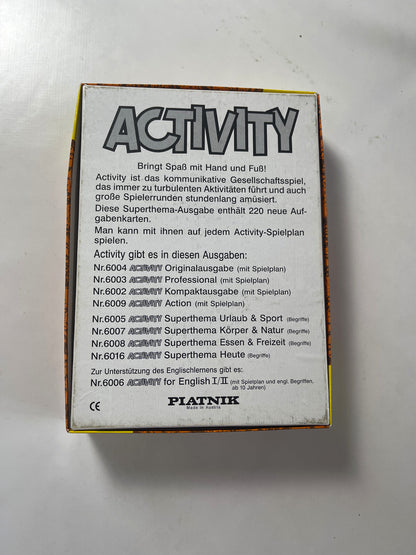 ACTIVITY
Bringt Spaß mit Hand und Fuß!
Activity ist das kommunikative Gesellschaftsspiel,
das immer zu turbulenten Aktivitäten führt und auch
große Spielerrunden stundenlang amüsiert.
Diese Superthema-Ausgabe enthält 220 neue Auf-
gabenkarten.
Man kann mit ihnen auf jedem Activity-Spielplan
spielen.
Activity gibt es in diesen Ausgaben:
Nr.6004 ACTIVITY Originalausgabe (mit Spielplan)
Nr.6003 ACTIVITY Professional (mit Spielplan)
Nr.6002 ACTIVITY Kompaktausgabe (mit Spielplan)
Nr.6009 ACTIVITY Action (mit Spielplan)
Nr.6005 ACTIVITY Superthema Urlaub & Sport (Begriffe)
Nr.6007 ACTIVITY Superthema Körper & Natur (Begriffe)
Nr.6008 ACTIVITY Superthema Essen & Freizeit (Begriffe)
Nr.6016 ACTIVITY Superthema Heute (Begriffe)
Zur Unterstützung des Englischlernens gibt es:
Nr.6006 ACTIVITY for English I/II (mit Spielplan und engl. Begriffen,
ab 10 Jahren)
CE
PIATNIK
Made in Austria